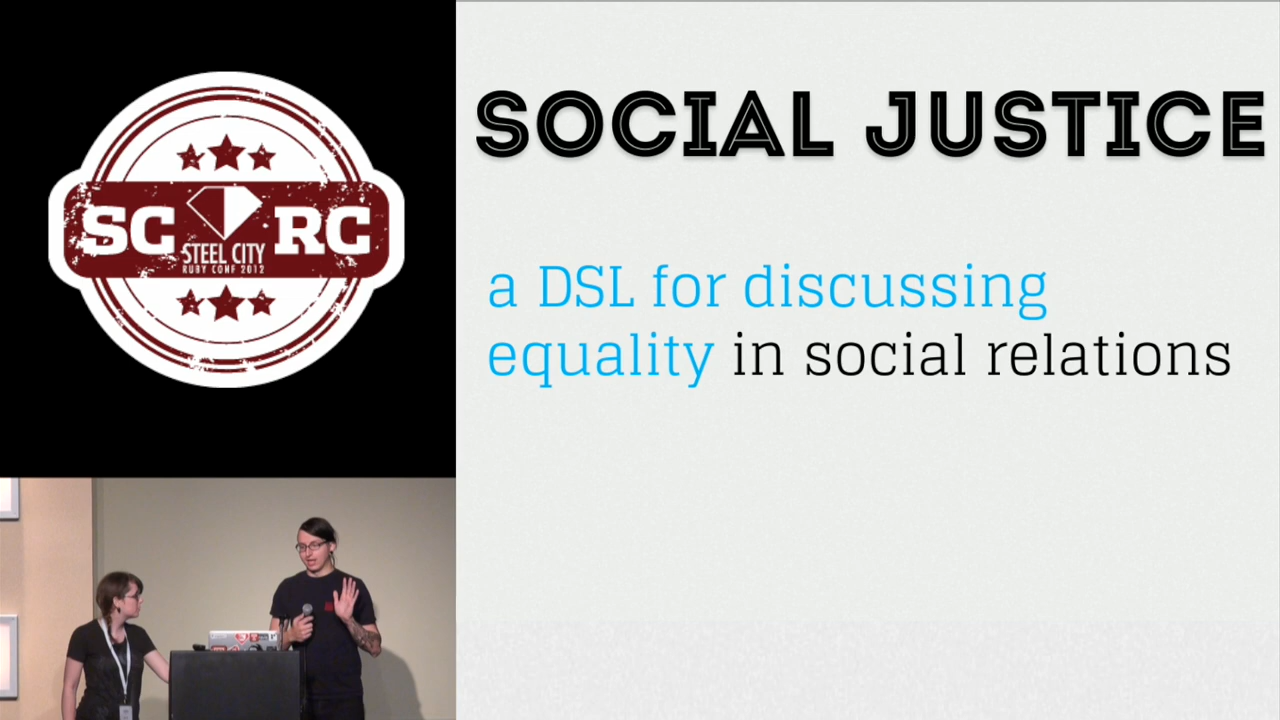 SC RC
STEEL CITY
RUBY CONF 2012
SOCIAL JUSTICE
a DSL for discussing
equality in social relations